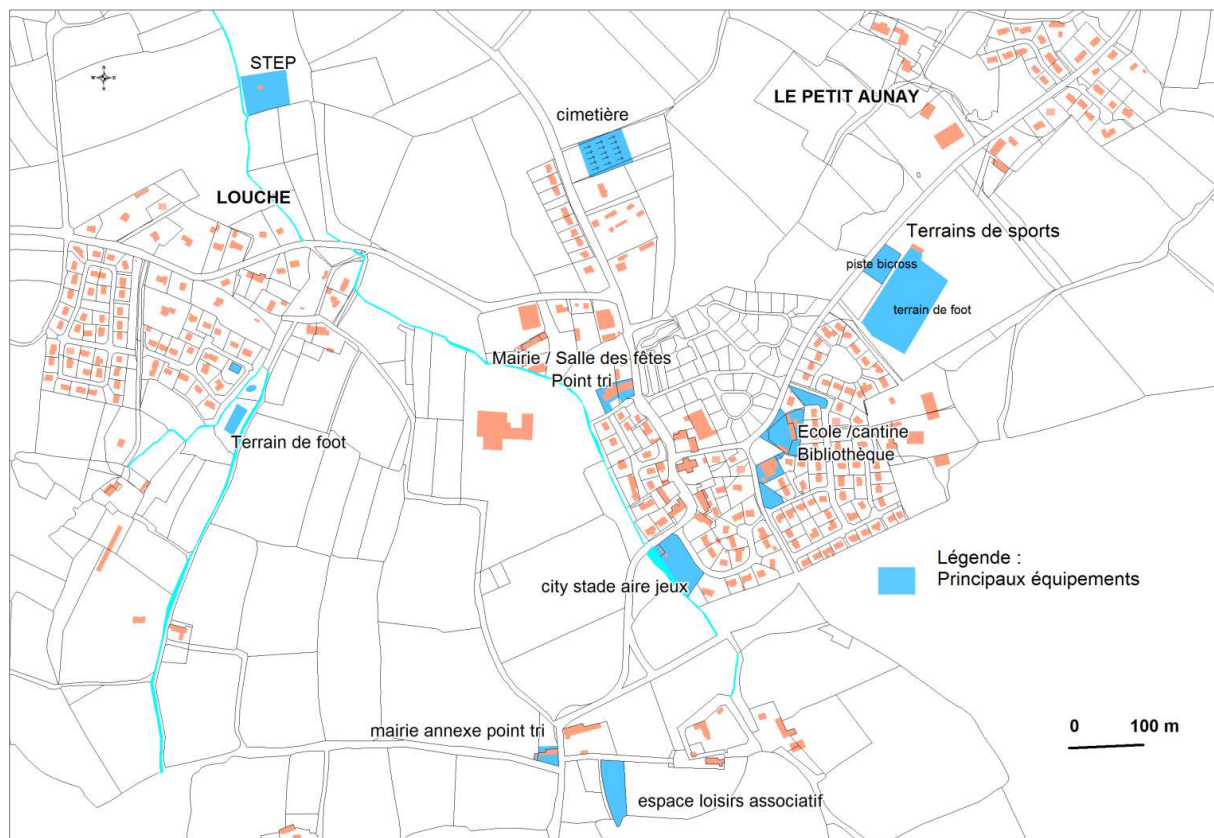 N
W E
S
STEP
LE PETIT AUNAY
cimetière
LOUCHE
Terrains de sports
piste bicross
terrain de foot
Mairie / Salle des fêtes
Point tri
Terrain de foot
Ecole /cantine
Bibliothèque
Légende :
Principaux équipements
city stade aire jeux
mairie annexe point tri
0 100 m
espace loisirs associatif